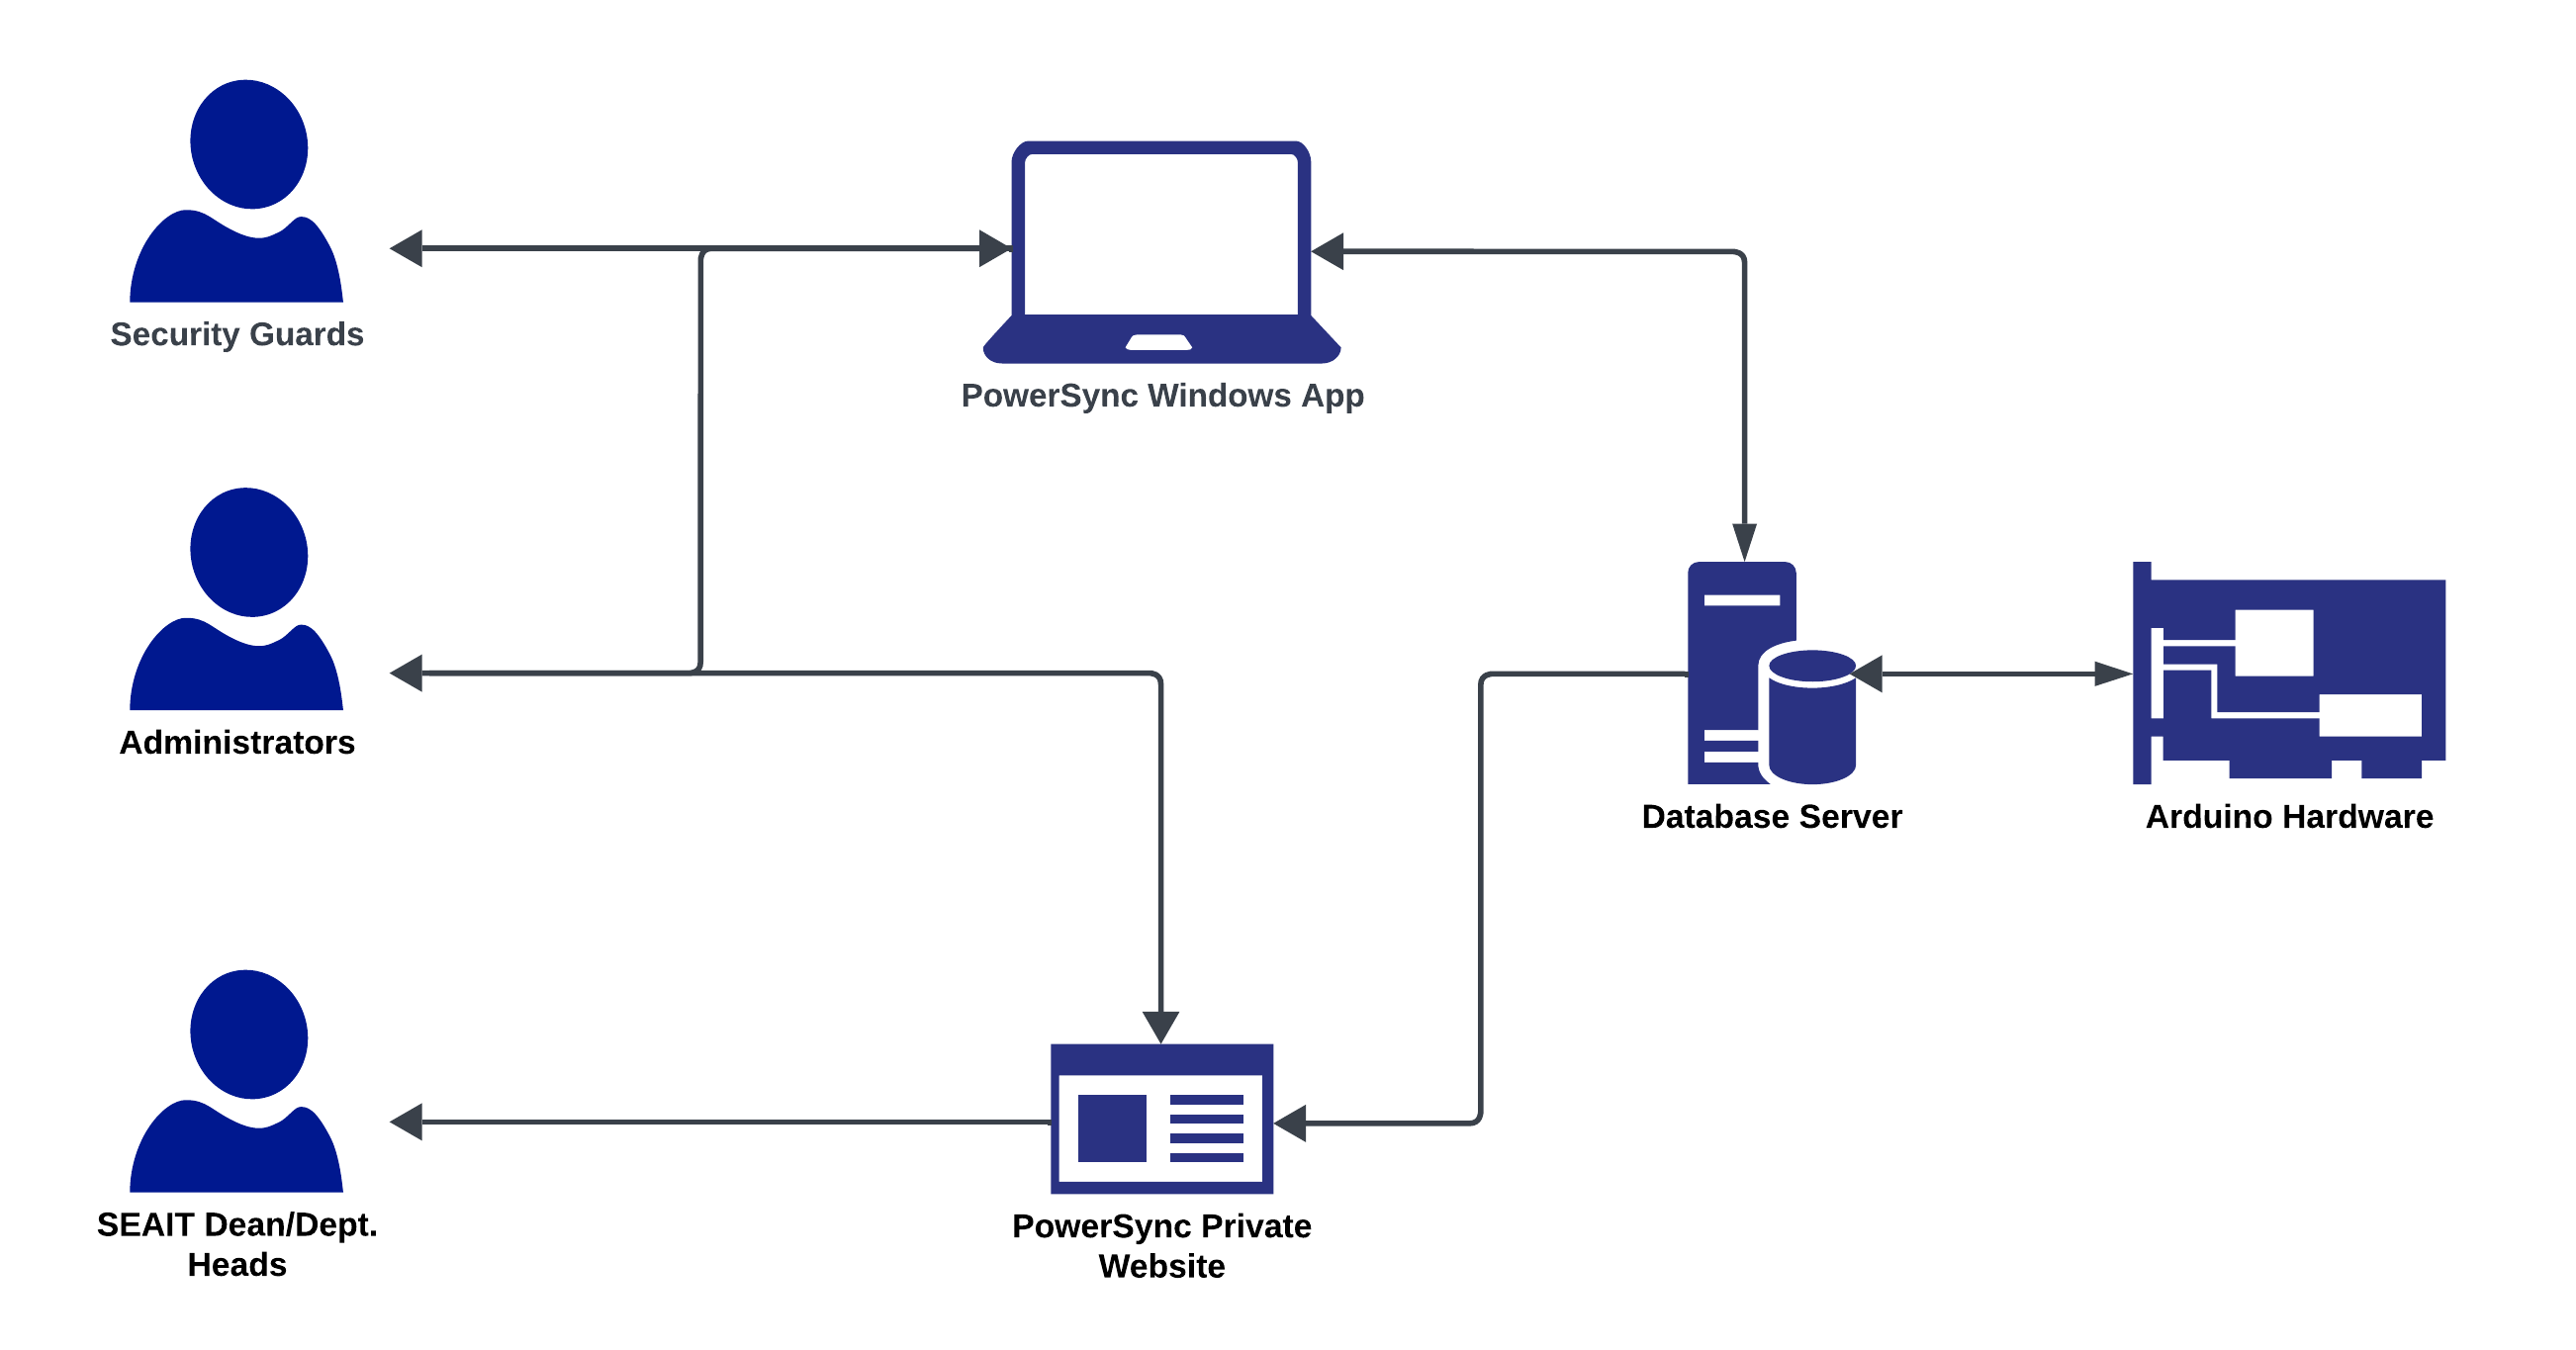 Security Guards
PowerSync Windows App
Administrators
Database Server
Arduino Hardware
SEAIT Dean/Dept.
Heads
PowerSync Private
Website